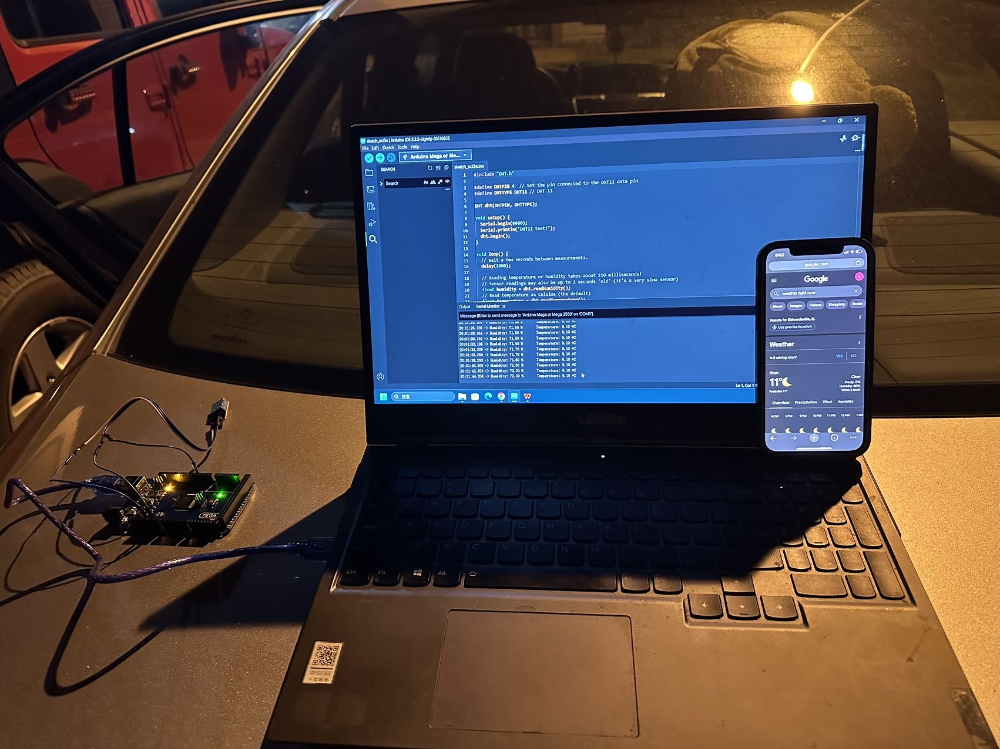 sketch_oct3a | Arduino IDE 2.2.2-nightly-20230922
File Edit Sketch Tools Help
Arduino Mega or Me...
SEARCH
Search
sketch_oct3a.ino
1 #include "DHT.h"
2
3 #define DHTPIN 4 // Set the pin connected to the DHT11 data pin
4 #define DHTTYPE DHT11 // DHT 11
5
6 DHT dht(DHTPIN, DHTTYPE);
7
8 void setup() {
9 Serial.begin(9600);
10 Serial.println("DHT11 test!");
11 dht.begin();
12 }
13
14 void loop() {
15 // Wait a few seconds between measurements.
16 delay(2000);
17
18 // Reading temperature or humidity takes about 250 milliseconds!
19 // Sensor readings may also be up to 2 seconds 'old' (it's a very slow sensor)
20 float humidity = dht.readHumidity();
21 // Read temperature as Celsius (the default)
22 float temperature = dht.readTemperature();
Output Serial Monitor
Message (Enter to send message to 'Arduino Mega or Mega 2560' on 'COM5')
20:01:26.128 -> Humidity: 71.50 % Temperature: 9.10 *C
20:01:28.164 -> Humidity: 71.50 % Temperature: 9.10 *C
20:01:30.192 -> Humidity: 71.50 % Temperature: 9.10 *C
20:01:32.198 -> Humidity: 71.60 % Temperature: 9.10 *C
20:01:34.239 -> Humidity: 71.70 % Temperature: 9.10 *C
20:01:36.266 -> Humidity: 71.70 % Temperature: 9.10 *C
20:01:38.293 -> Humidity: 71.80 % Temperature: 9.10 *C
20:01:40.300 -> Humidity: 71.90 % Temperature: 9.10 *C
20:01:42.353 -> Humidity: 72.00 % Temperature: 9.10 *C
20:01:44.358 -> Humidity: 72.00 % Temperature: 9.10 *C
Ln 1, Col 1
搜索
LEGION
8:02
google.com
Google
weather right now
News Images Videos Shopping Books
Results for Edwardsville, IL
Use precise location
Weather
Is it raining now? YES NO
Now
11°
Feels like 11°
Clear
Precip: 0%
Humidity: 80%
Wind: 5 km/h
Overview Precipitation Wind Humidity
NOW 8PM 9PM 10PM 11PM 12AM 1AM
MEGA
Q W E R T Y U
A S D F G H J K L
Z X C V B N M
Ctrl Fn Alt Alt Ctrl